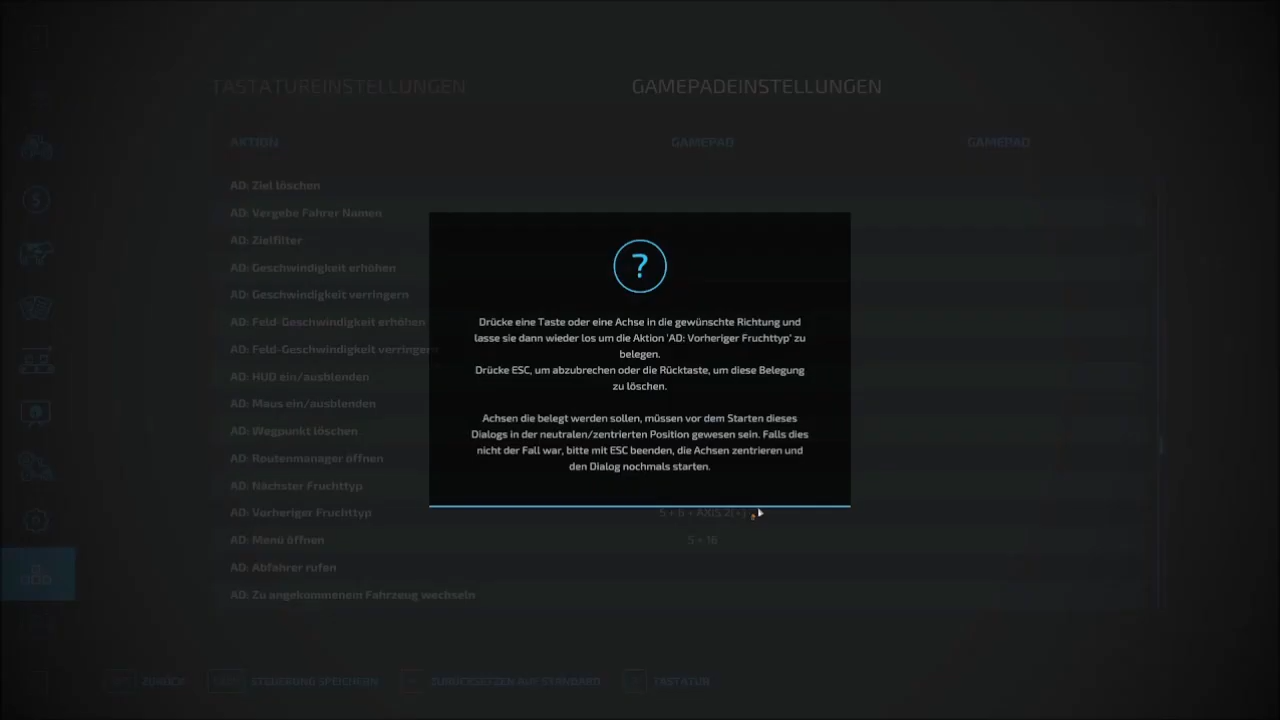 TASTATUREINSTELLUNGEN
GAMEPADEINSTELLUNGEN
AKTION
GAMEPAD
GAMEPAD
AD: Ziel löschen
AD: Vergebe Fahrer Namen
AD: Zielfilter
AD: Geschwindigkeit erhöhen
AD: Geschwindigkeit verringern
AD: Feld-Geschwindigkeit erhöhen
AD: Feld-Geschwindigkeit verringern
AD: HUD ein/ausblenden
AD: Maus ein/ausblenden
AD: Wegpunkt löschen
AD: Routenmanager öffnen
AD: Nächster Fruchttyp
AD: Vorheriger Fruchttyp
AD: Menü öffnen
5 + 16
AD: Abfahrer rufen
AD: Zu angekommenem Fahrzeug wechseln
?
Drücke eine Taste oder eine Achse in die gewünschte Richtung und
lasse sie dann wieder los um die Aktion 'AD: Vorheriger Fruchttyp' zu
belegen.
Drücke ESC, um abzubrechen oder die Rücktaste, um diese Belegung
zu löschen.
Achsen die belegt werden sollen, müssen vor dem Starten dieses
Dialogs in der neutralen/zentrierten Position gewesen sein. Falls dies
nicht der Fall war, bitte mit ESC beenden, die Achsen zentrieren und
den Dialog nochmals starten.
ZURÜCK
STEUERUNG SPEICHERN
ZURÜCKSETZEN AUF STANDARD
TASTATUR